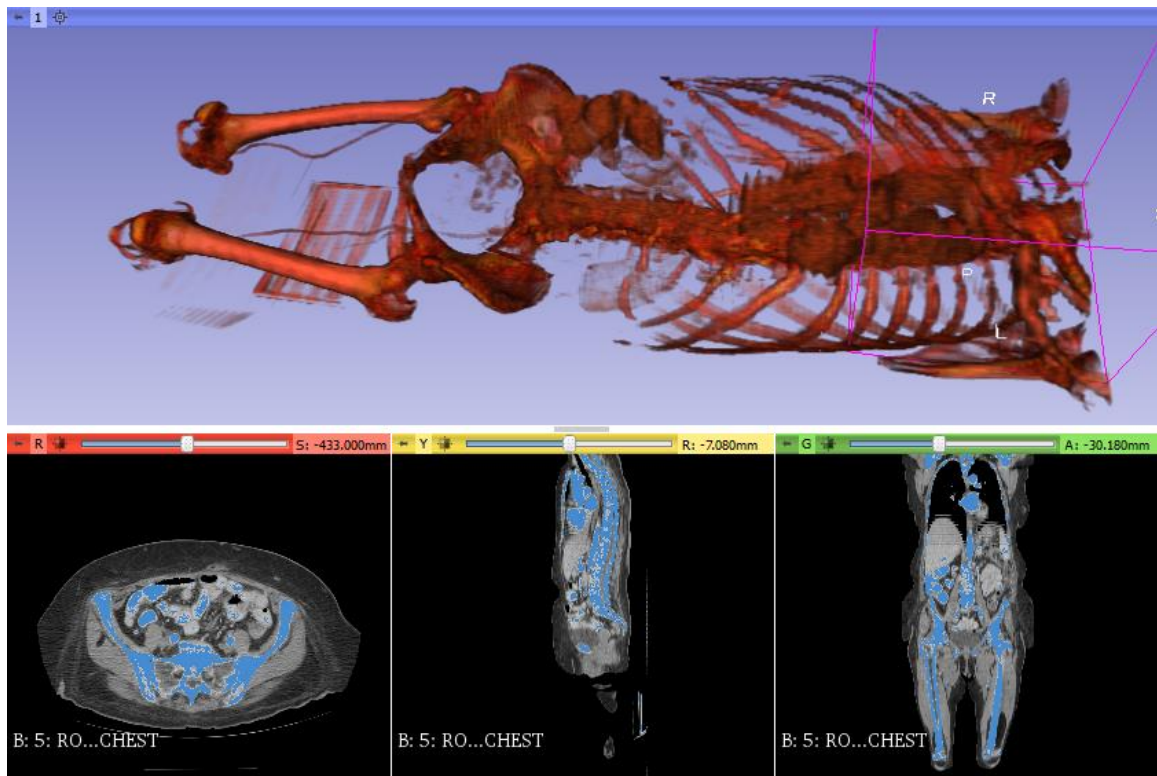 1
R
P
L
R S: -433.000mm
Y R: -7.080mm
G A: -30.180mm
B: 5: RO...CHEST
B: 5: RO...CHEST
B: 5: RO...CHEST